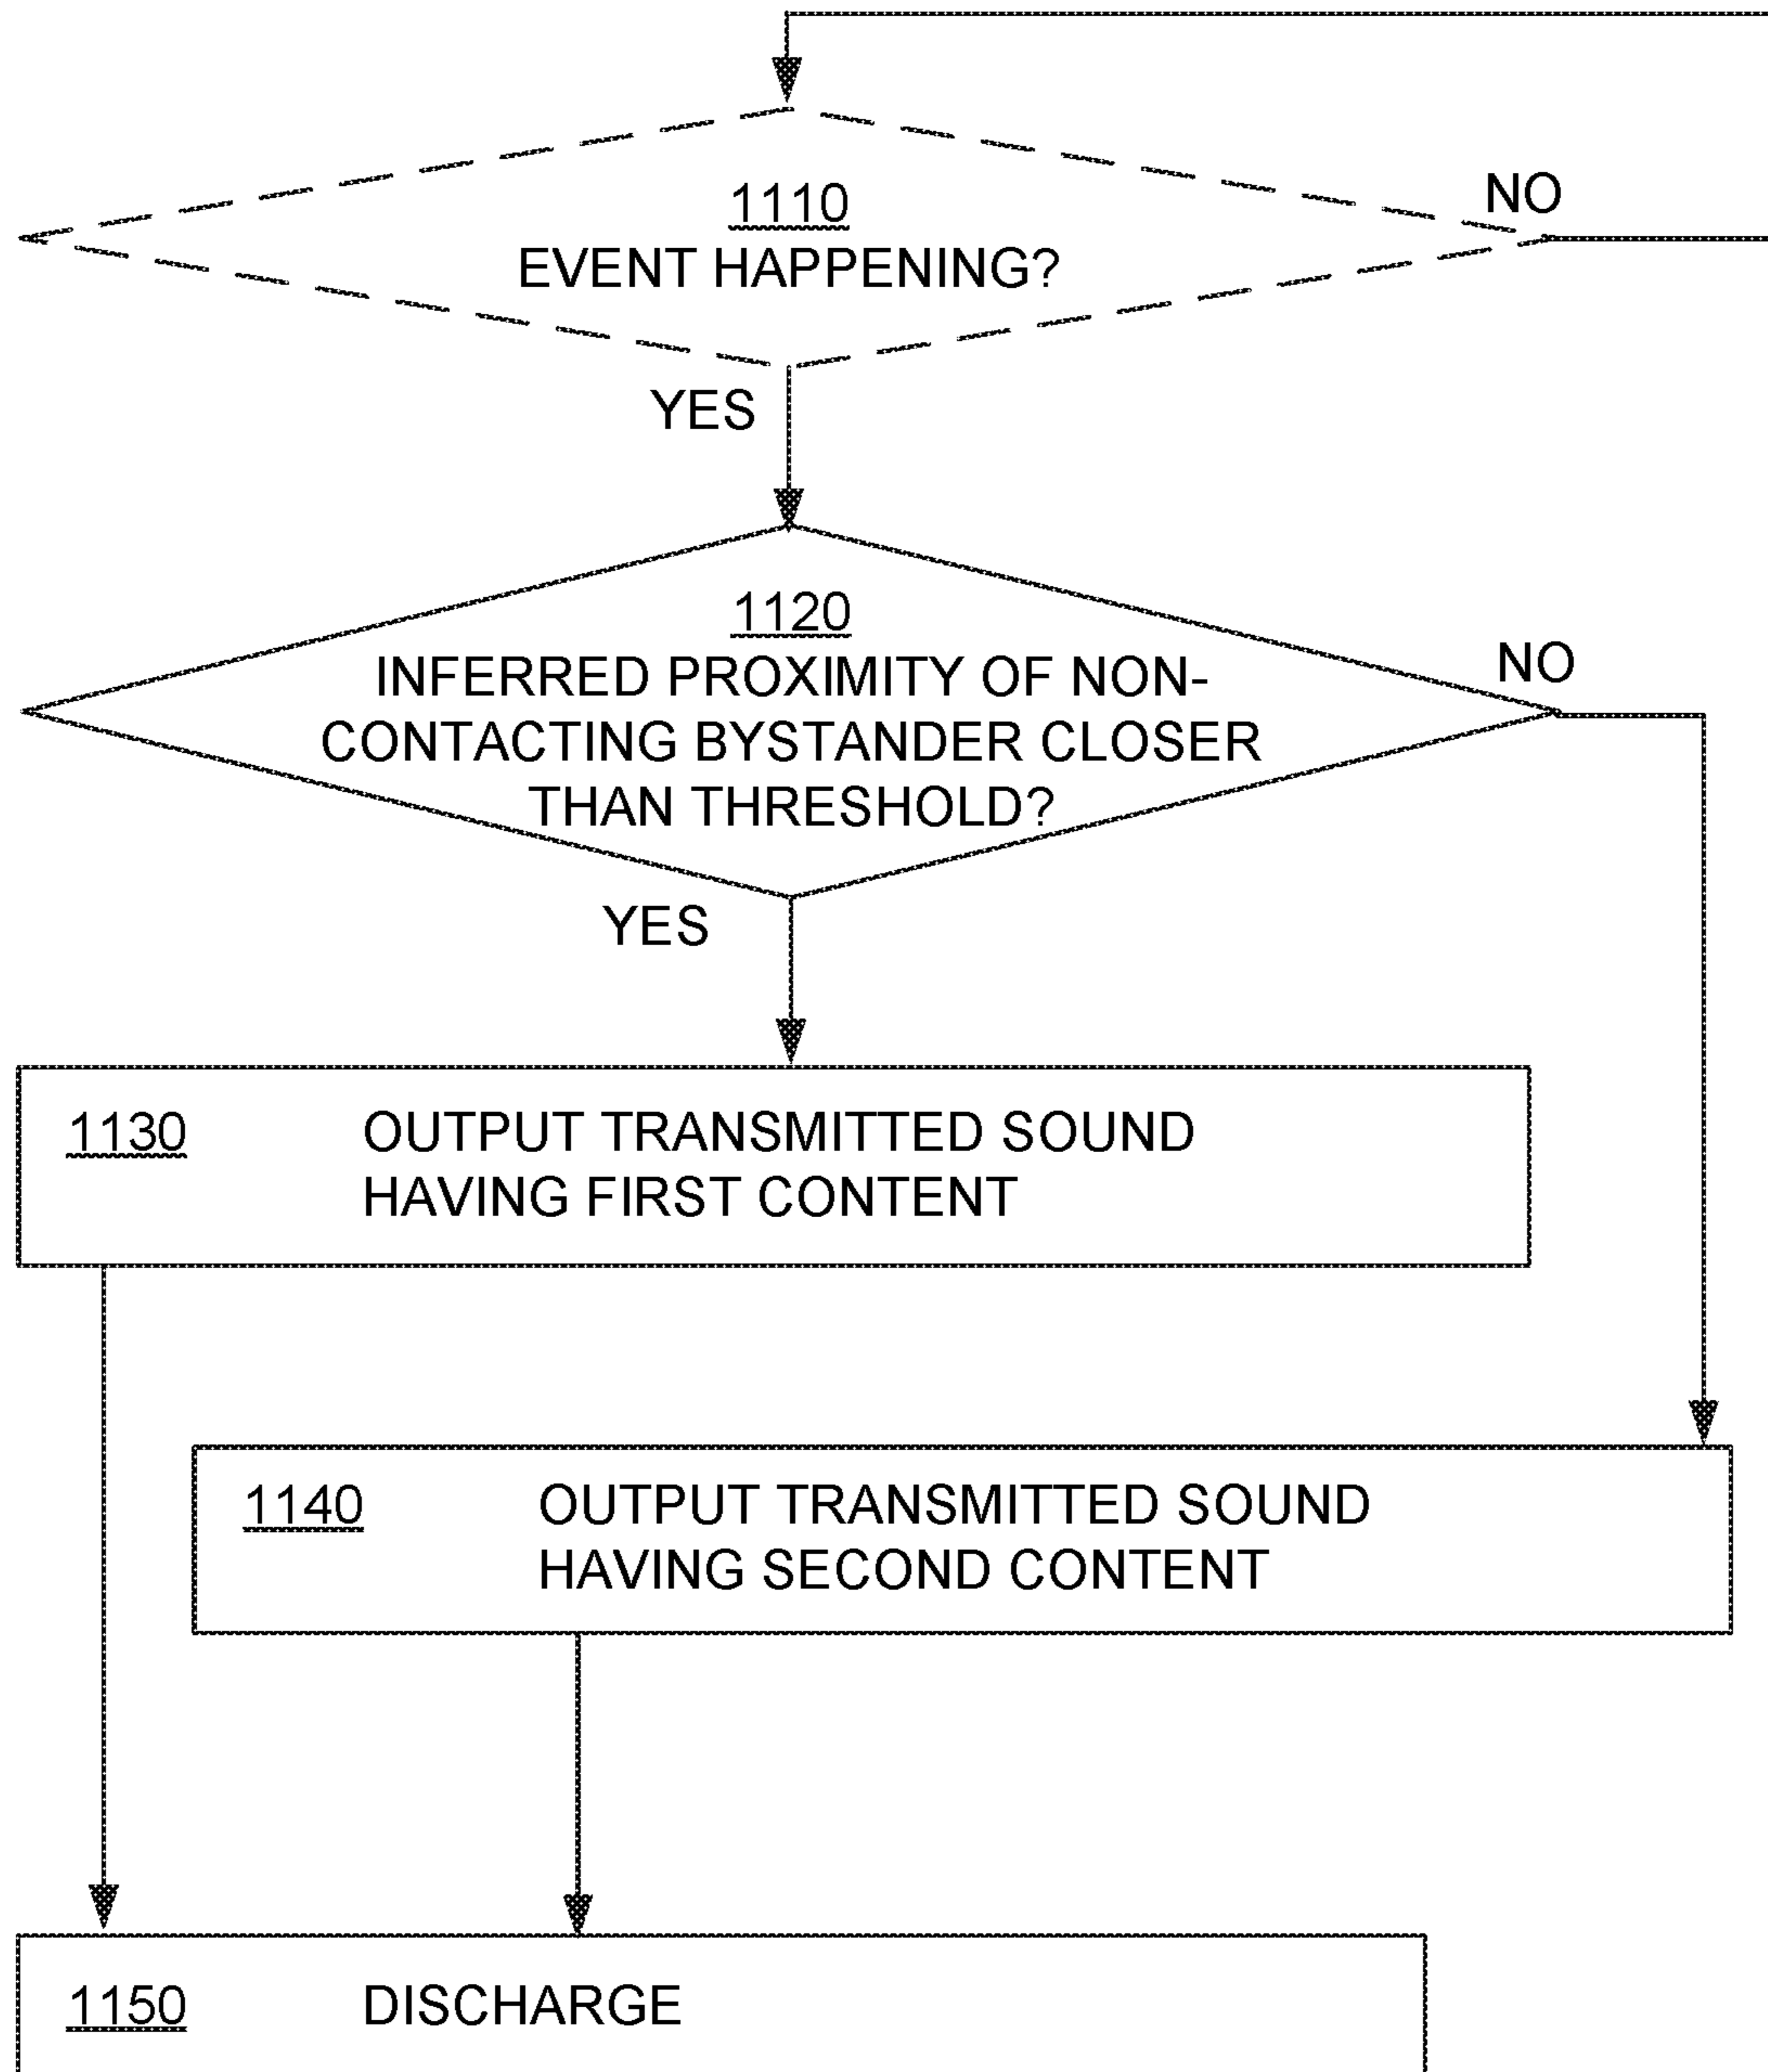 1110
EVENT HAPPENING?
NO
YES
1120
INFERRED PROXIMITY OF NON-
CONTACTING BYSTANDER CLOSER
THAN THRESHOLD?
NO
YES
1130 OUTPUT TRANSMITTED SOUND
HAVING FIRST CONTENT
1140 OUTPUT TRANSMITTED SOUND
HAVING SECOND CONTENT
1150 DISCHARGE